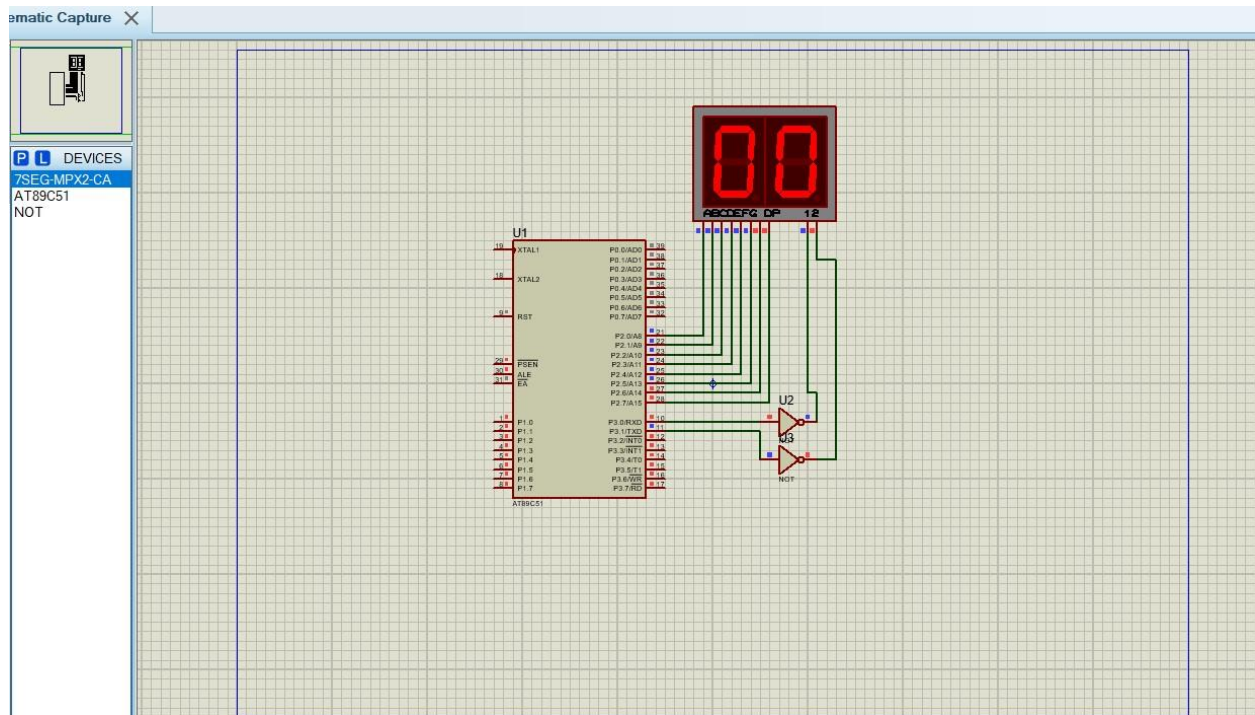 ematic Capture
P L DEVICES
7SEG-MPX2-CA
AT89C51
NOT
00
ABCDEFG DP 12
U1
19 XTAL1
18 XTAL2
9 RST
29 PSEN
30 ALE
31 EA
1 P1.0
2 P1.1
3 P1.2
4 P1.3
5 P1.4
6 P1.5
7 P1.6
8 P1.7
P0.0/AD0 39
P0.1/AD1 38
P0.2/AD2 37
P0.3/AD3 36
P0.4/AD4 35
P0.5/AD5 34
P0.6/AD6 33
P0.7/AD7 32
P2.0/A8 21
P2.1/A9 22
P2.2/A10 23
P2.3/A11 24
P2.4/A12 25
P2.5/A13 26
P2.6/A14 27
P2.7/A15 28
P3.0/RXD 10
P3.1/TXD 11
P3.2/INT0 12
P3.3/INT1 13
P3.4/T0 14
P3.5/T1 15
P3.6/WR 16
P3.7/RD 17
AT89C51
U2
NOT
U3
NOT